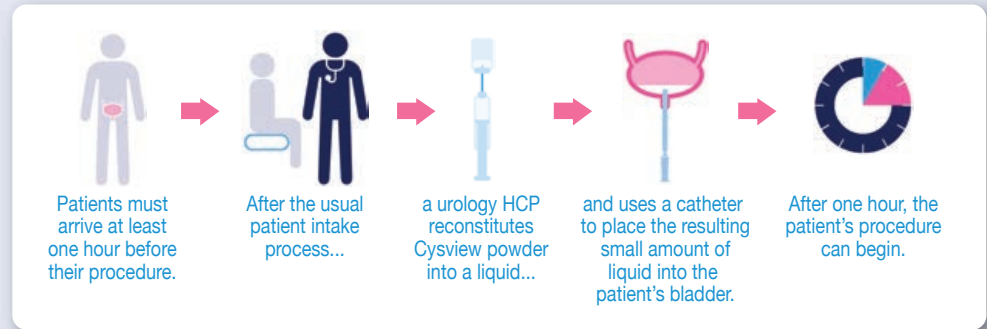 Patients must
arrive at least
one hour before
their procedure.
After the usual
patient intake
process...
a urology HCP
reconstitutes
Cysview powder
into a liquid...
and uses a catheter
to place the resulting
small amount of
liquid into the
patient’s bladder.
After one hour, the
patient’s procedure
can begin.